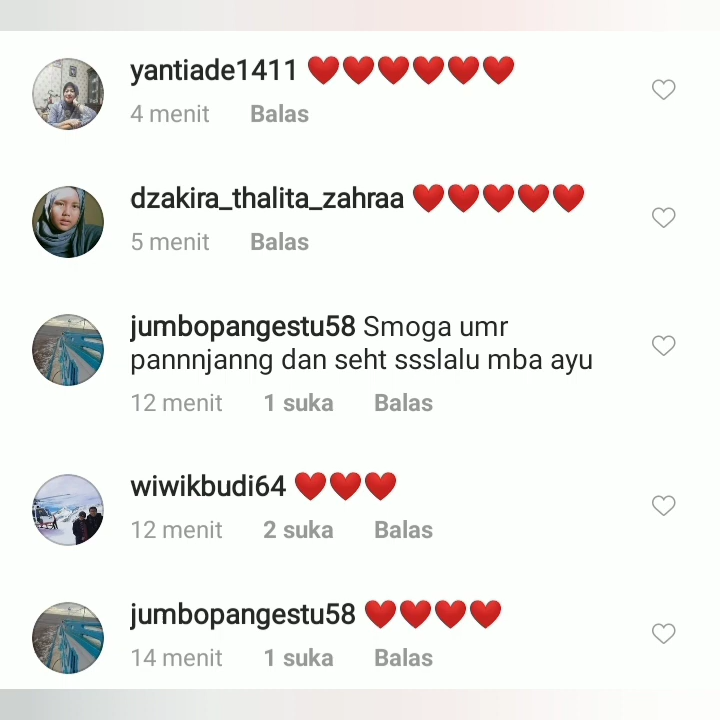 yantiade1411 ❤️❤️❤️❤️❤️❤️
4 menit Balas
dzakira_thalita_zahraa ❤️❤️❤️❤️❤️
5 menit Balas
jumbopangestu58 Smoga umr
pannnjanng dan seht ssslalu mba ayu
12 menit 1 suka Balas
wiwikbudi64 ❤️❤️❤️
12 menit 2 suka Balas
jumbopangestu58 ❤️❤️❤️❤️
14 menit 1 suka Balas